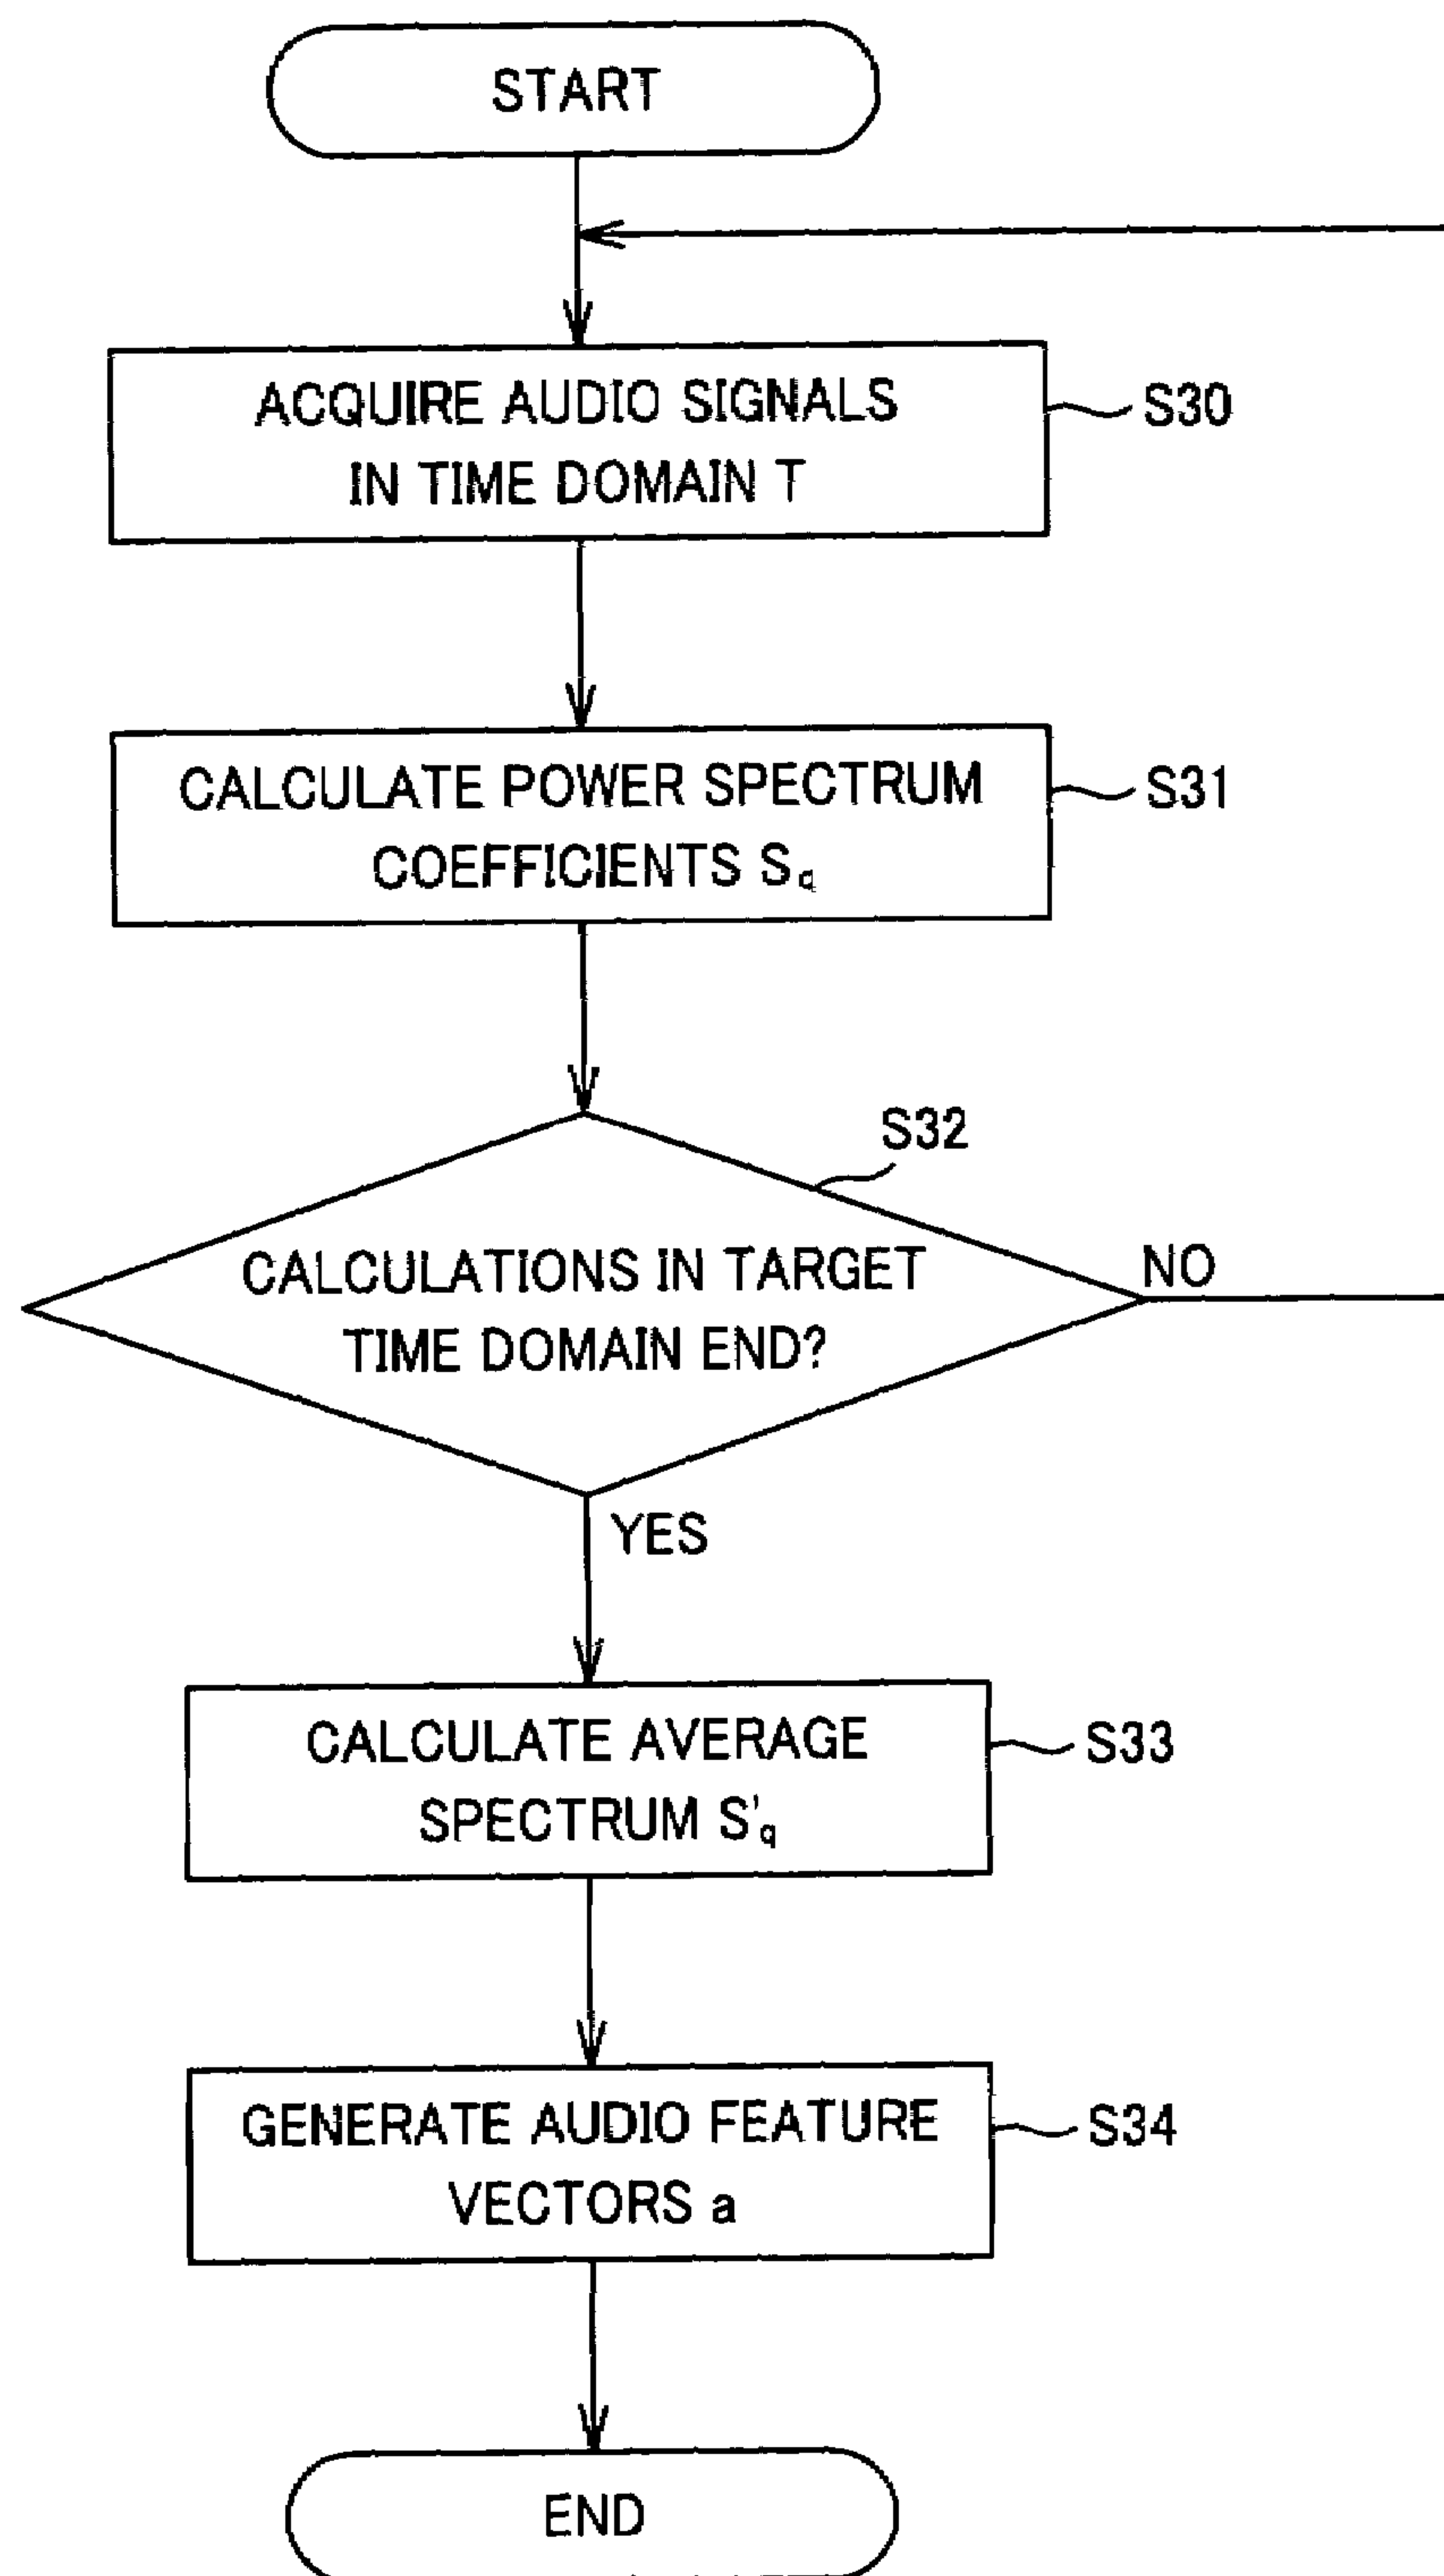 START
ACQUIRE AUDIO SIGNALS
IN TIME DOMAIN T
S30
CALCULATE POWER SPECTRUM
COEFFICIENTS Sq
S31
S32
CALCULATIONS IN TARGET
TIME DOMAIN END?
NO
YES
CALCULATE AVERAGE
SPECTRUM S'q
S33
GENERATE AUDIO FEATURE
VECTORS a
S34
END